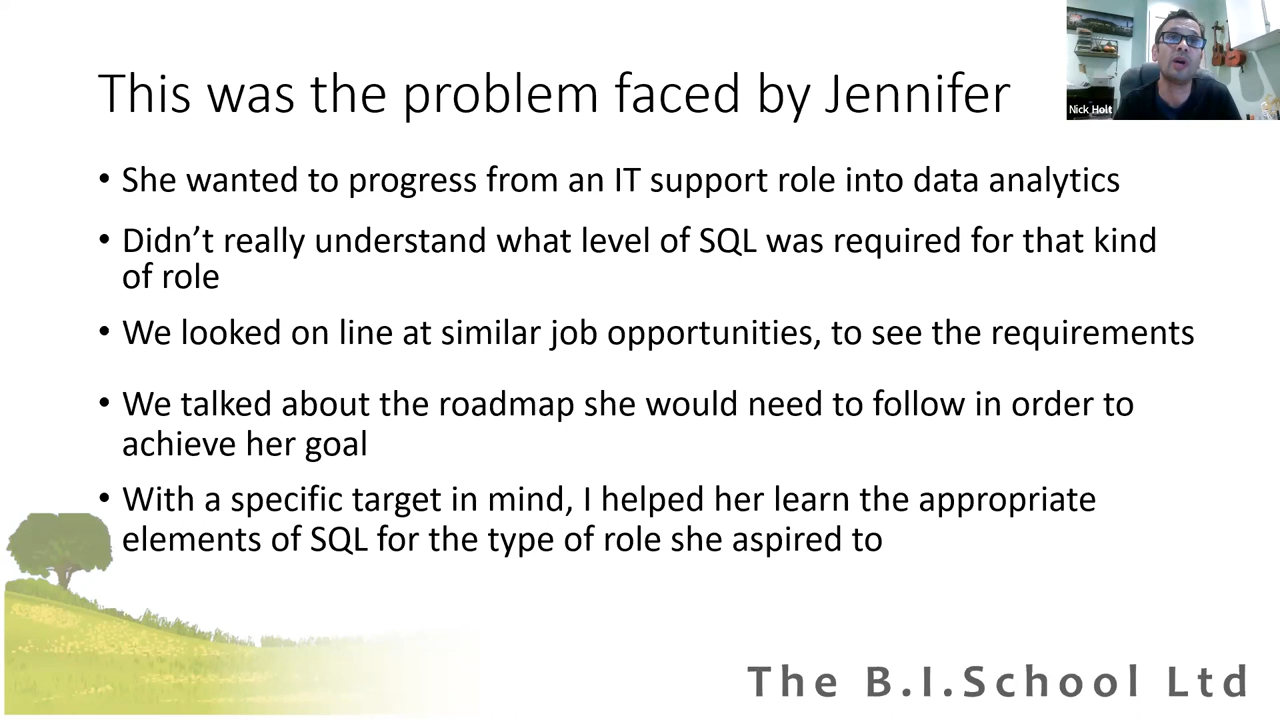 This was the problem faced by Jennifer
Nick Holt
• She wanted to progress from an IT support role into data analytics
• Didn’t really understand what level of SQL was required for that kind
of role
• We looked on line at similar job opportunities, to see the requirements
• We talked about the roadmap she would need to follow in order to
achieve her goal
• With a specific target in mind, I helped her learn the appropriate
elements of SQL for the type of role she aspired to
The B.I.School Ltd